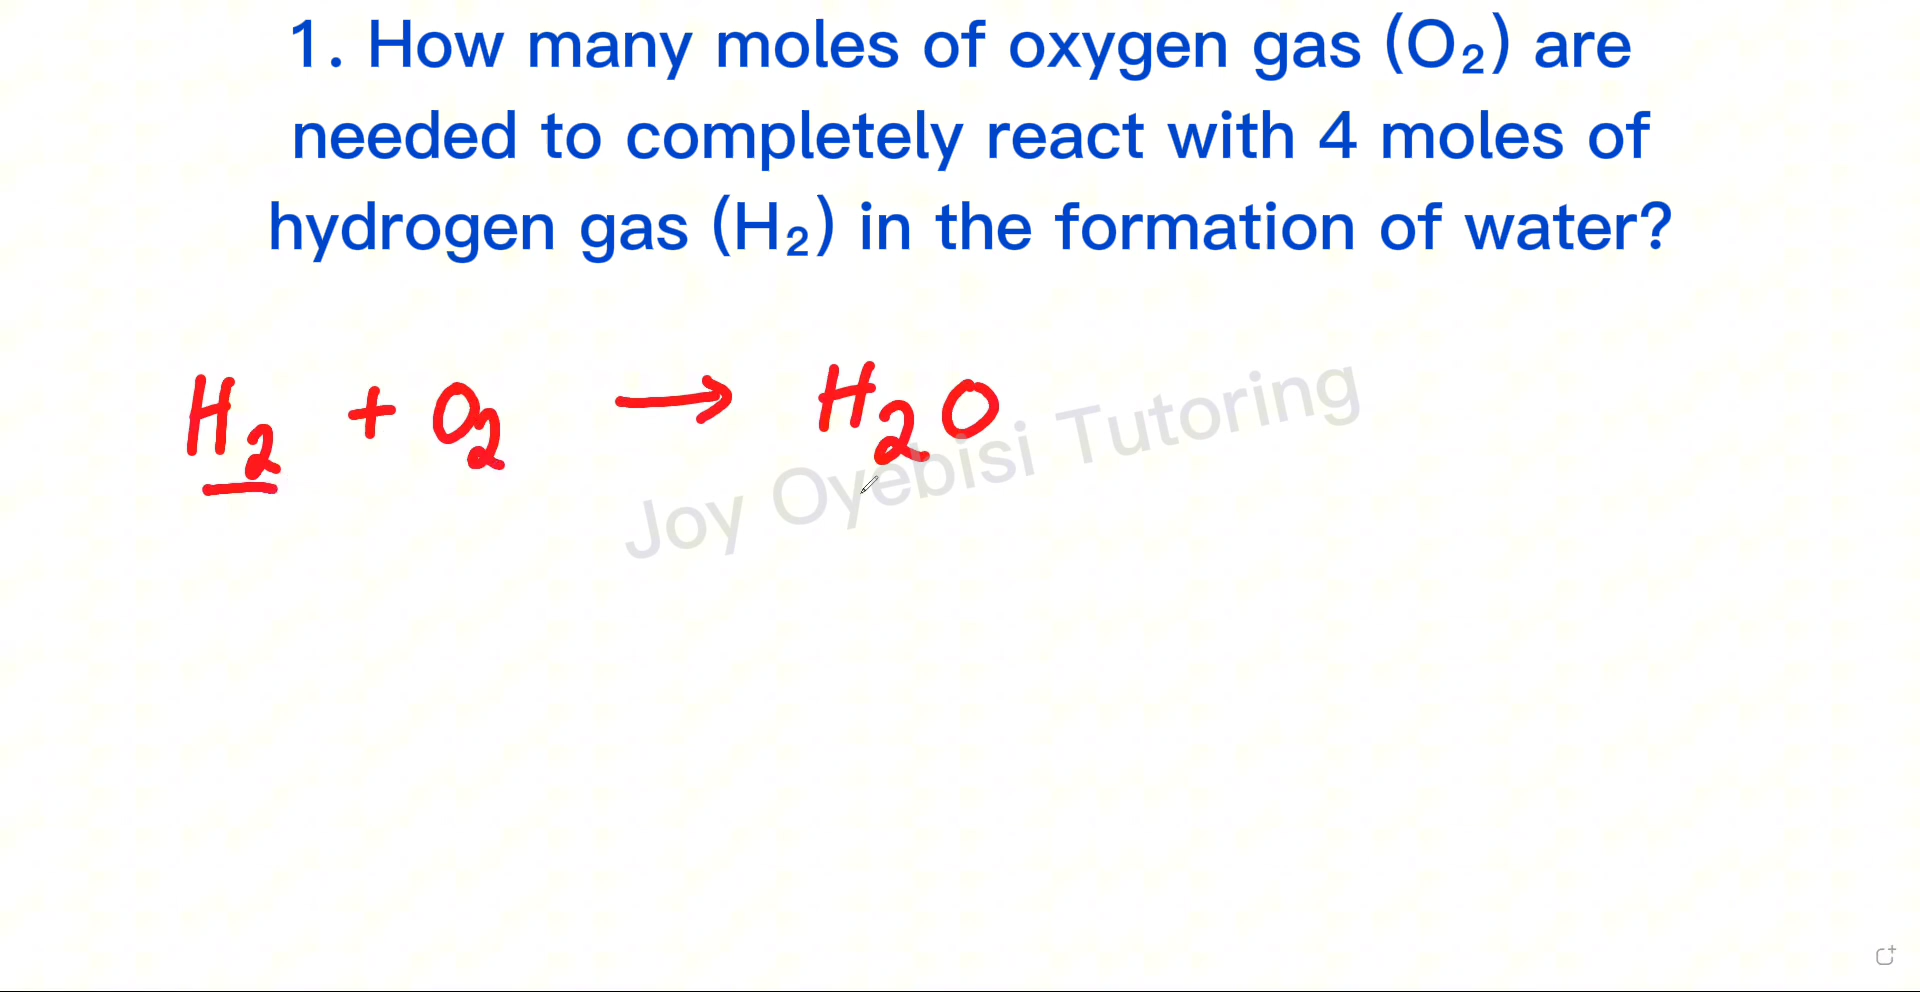 1. How many moles of oxygen gas (O₂) are
needed to completely react with 4 moles of
hydrogen gas (H₂) in the formation of water?
H₂ + O₂ → H₂O
Joy Oyebisi Tutoring